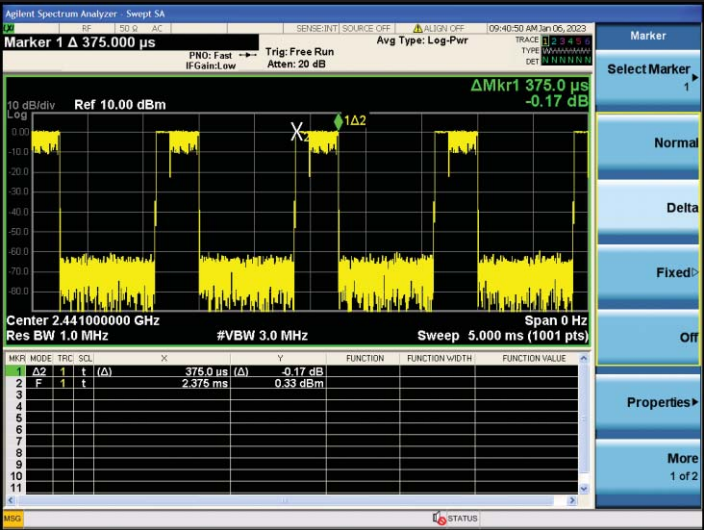 Agilent Spectrum Analyzer - Swept SA
RF 50 Ω AC SENSE:INT SOURCE OFF ALIGN OFF 09:40:50 AM Jan 06, 2023
Marker 1 Δ 375.000 µs
PNO: Fast
IFGain:Low
Trig: Free Run
Atten: 20 dB
Avg Type: Log-Pwr
TRACE 1 2 3 4 5 6
TYPE
DET N N N N N N
ΔMkr1 375.0 µs
-0.17 dB
10 dB/div Ref 10.00 dBm
Log
1Δ2
X2
0.00
-10.0
-20.0
-30.0
-40.0
-50.0
-60.0
-70.0
-80.0
Center 2.441000000 GHz Span 0 Hz
Res BW 1.0 MHz #VBW 3.0 MHz Sweep 5.000 ms (1001 pts)
MKR MODE TRC SCL X Y FUNCTION FUNCTION WIDTH FUNCTION VALUE
1 Δ2 1 t (Δ) 375.0 µs (Δ) -0.17 dB
2 F 1 t 2.375 ms 0.33 dBm
3
4
5
6
7
8
9
10
11
MSG STATUS
Marker
Select Marker
1
Normal
Delta
Fixed
Off
Properties
More
1 of 2